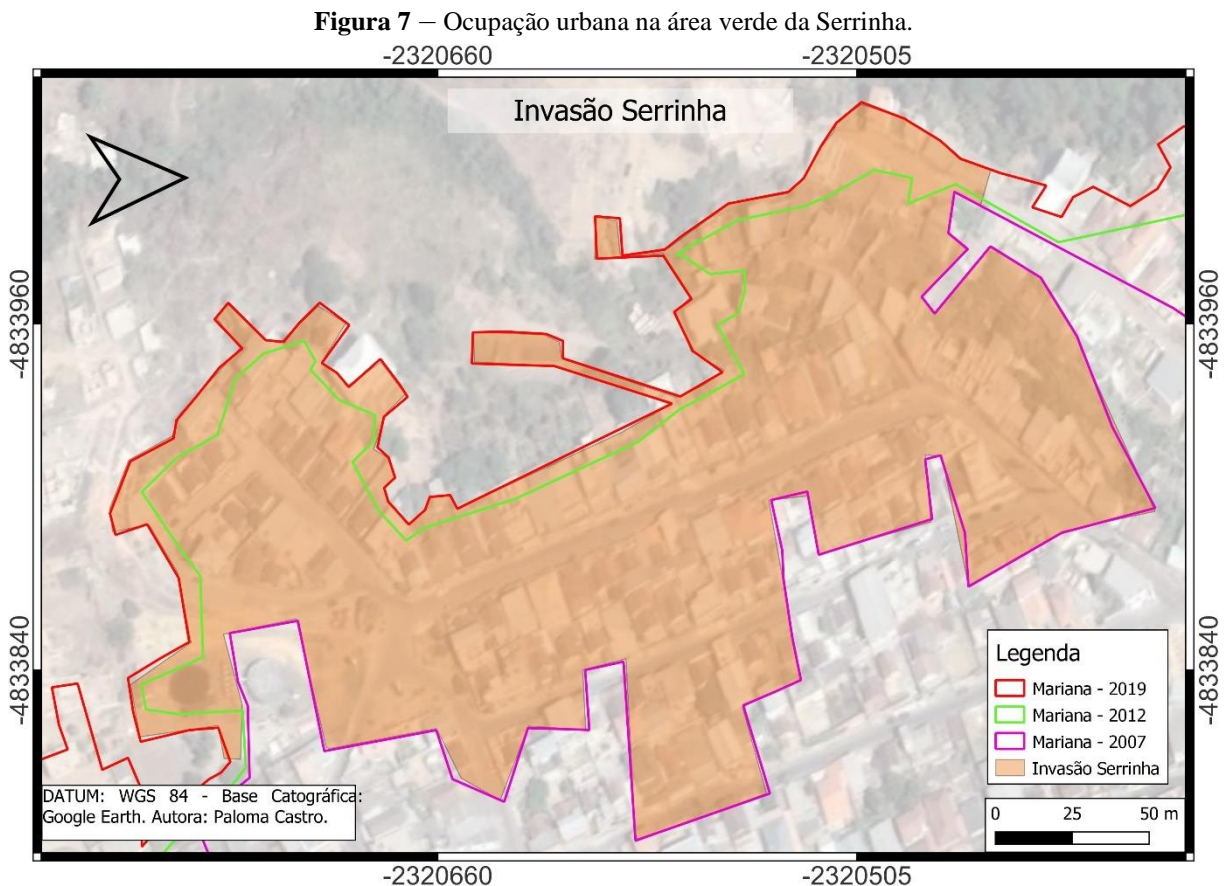 Figura 7 – Ocupação urbana na área verde da Serrinha.
-2320660 -2320505
Invasão Serrinha
-4833960 -4833960
-4833840 -4833840
Legenda
Mariana - 2019
Mariana - 2012
Mariana - 2007
Invasão Serrinha
DATUM: WGS 84 - Base Catográfica:
Google Earth. Autora: Paloma Castro.
0 25 50 m
-2320660 -2320505